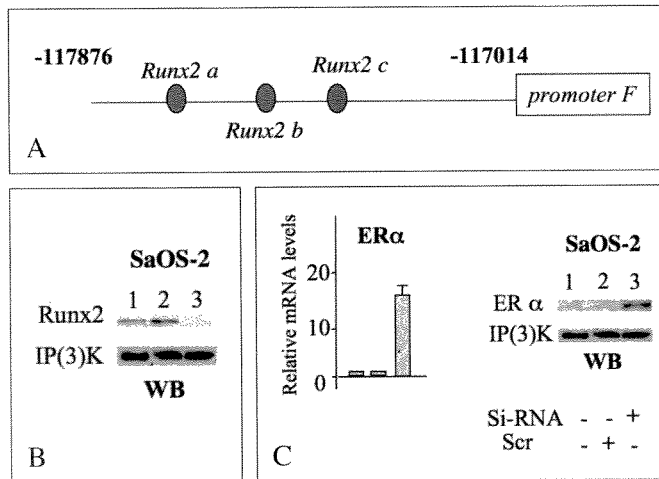 -117876
Runx2 a
Runx2 b
Runx2 c
-117014
promoter F
A
SaOS-2
1 2 3
Runx2
IP(3)K
WB
B
ERα
Relative mRNA levels
20
10
0
SaOS-2
1 2 3
ER α
IP(3)K
WB
Si-RNA - - +
Scr - + -
C